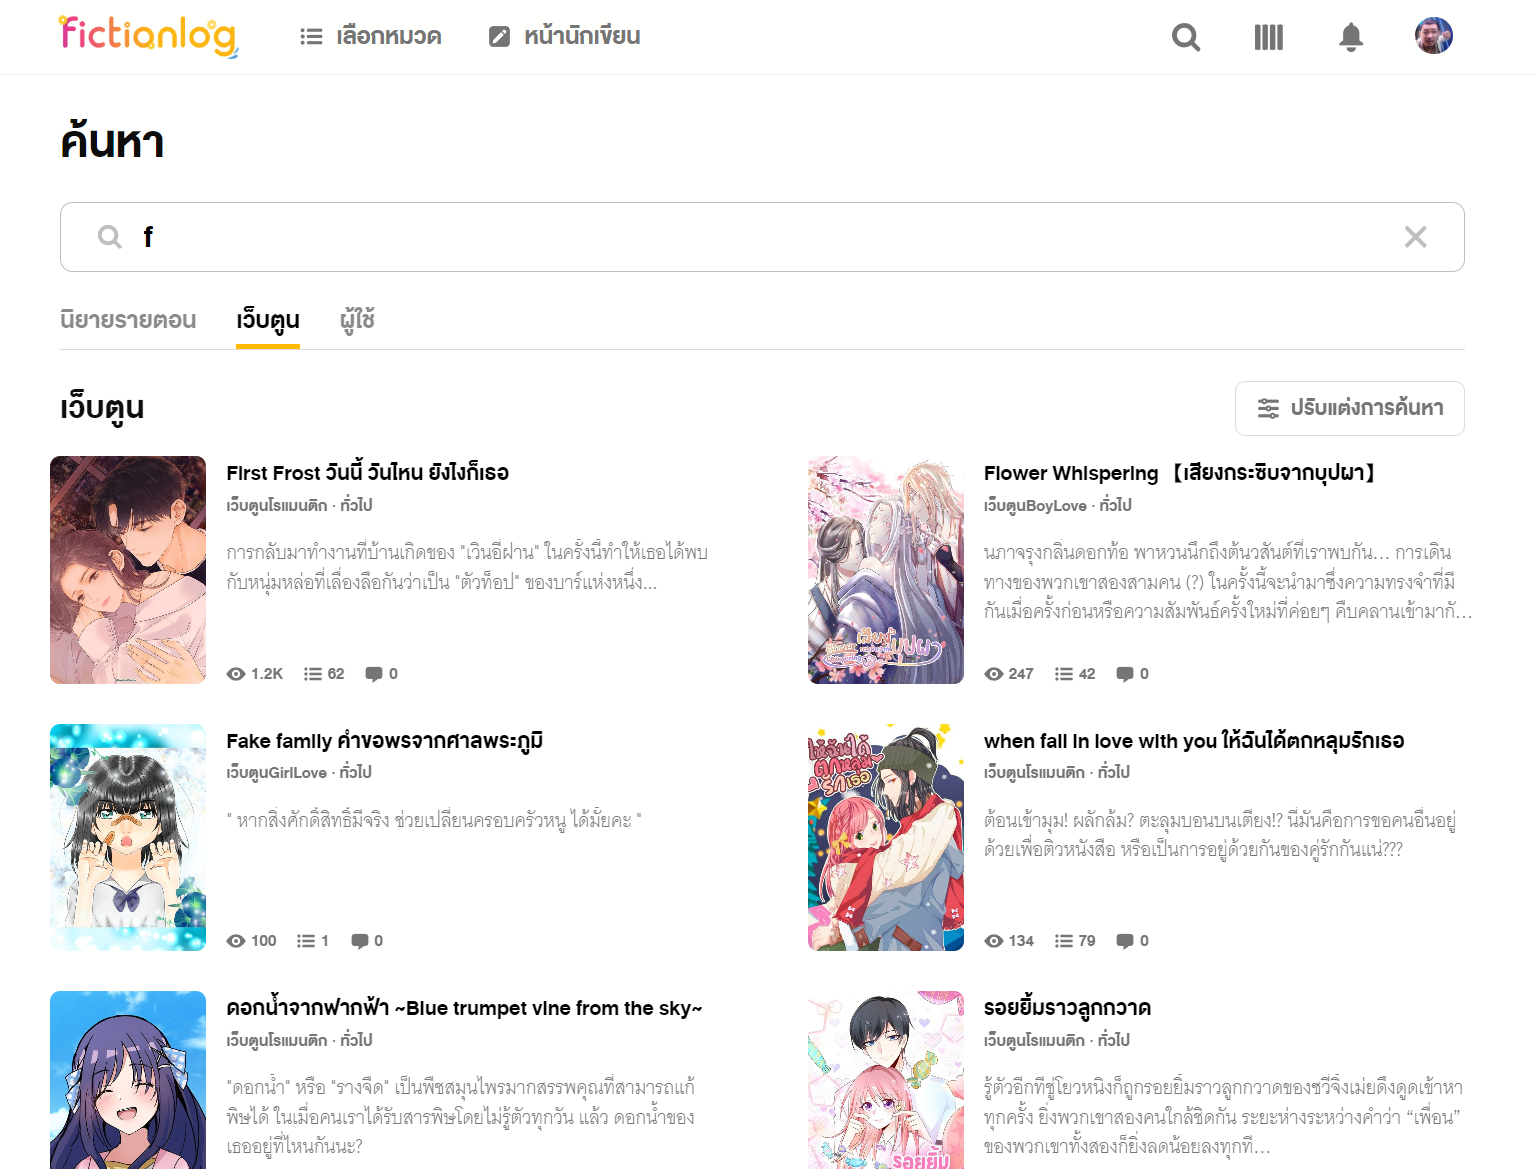 fictionlog
เลือกหมวด
หน้านักเขียน
ค้นหา
f
นิยายรายตอน
เว็บตูน
ผู้ใช้
เว็บตูน
ปรับแต่งการค้นหา
First Frost วันนี้ วันไหน ยังไงก็เธอ
เว็บตูนโรแมนติก · ทั่วไป
การกลับมาทำงานที่บ้านเกิดของ "เวินอี่ฝาน" ในครั้งนี้ทำให้เธอได้พบ
กับหนุ่มหล่อที่เลื่องลือกันว่าเป็น "ตัวท็อป" ของบาร์แห่งหนึ่ง...
1.2K 62 0
Flower Whispering 【เสียงกระซิบจากบุปผา】
เว็บตูนBoyLove · ทั่วไป
นภาจรุงกลิ่นดอกท้อ พาหวนนึกถึงต้นวสันต์ที่เราพบกัน... การเดิน
ทางของพวกเขาสองสามคน (?) ในครั้งนี้จะนำมาซึ่งความทรงจำที่มี
กันเมื่อครั้งก่อนหรือความสัมพันธ์ครั้งใหม่ที่ค่อยๆ คืบคลานเข้ามากั...
เสียง
บุปผา
247 42 0
Fake family คำขอพรจากศาลพระภูมิ
เว็บตูนGirlLove · ทั่วไป
" หากสิ่งศักดิ์สิทธิ์มีจริง ช่วยเปลี่ยนครอบครัวหนู ได้มั้ยคะ "
100 1 0
when fall in love with you ให้ฉันได้ตกหลุมรักเธอ
เว็บตูนโรแมนติก · ทั่วไป
ต้อนเข้ามุม! ผลักล้ม? ตะลุมบอนบนเตียง!? นี่มันคือการขอคนอื่นอยู่
ด้วยเพื่อติวหนังสือ หรือเป็นการอยู่ด้วยกันของคู่รักกันแน่???
ให้ฉันได้
ตกหลุม
รักเธอ
134 79 0
ดอกน้ำจากฟากฟ้า ~Blue trumpet vine from the sky~
เว็บตูนโรแมนติก · ทั่วไป
"ดอกน้ำ" หรือ "รางจืด" เป็นพืชสมุนไพรมากสรรพคุณที่สามารถแก้
พิษได้ ในเมื่อคนเราได้รับสารพิษโดยไม่รู้ตัวทุกวัน แล้ว ดอกน้ำของ
เธออยู่ที่ไหนกันนะ?
รอยยิ้มราวลูกกวาด
เว็บตูนโรแมนติก · ทั่วไป
รู้ตัวอีกทีชู่โยวหนิงก็ถูกรอยยิ้มราวลูกกวาดของซวีจิ้งเม่ยดึงดูดเข้าหา
ทุกครั้ง ยิ่งพวกเขาสองคนใกล้ชิดกัน ระยะห่างระหว่างคำว่า “เพื่อน”
ของพวกเขาทั้งสองก็ยิ่งลดน้อยลงทุกที...
รอยยิ้ม